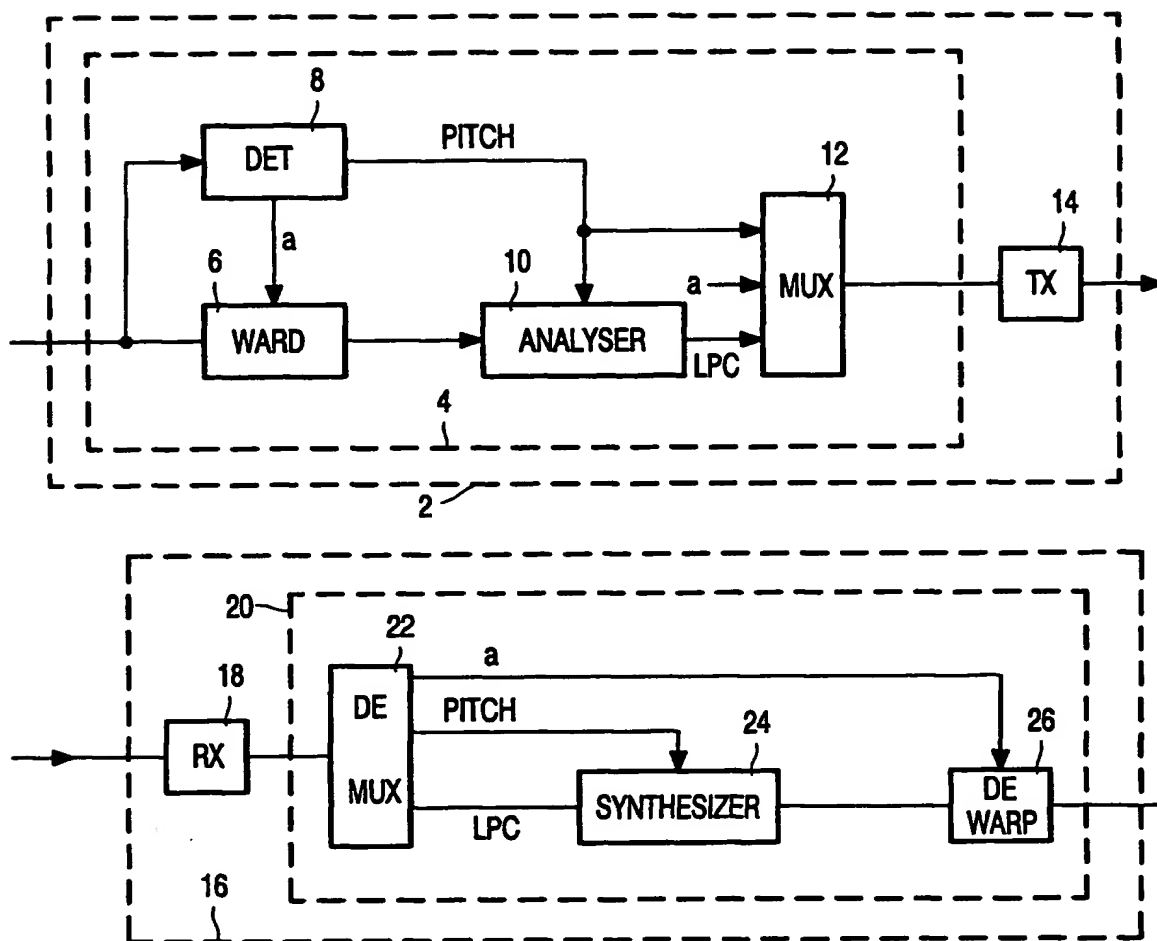 8
DET
PITCH
12
a
14
6
10
a
MUX
TX
WARD
ANALYSER
LPC
4
2
20
22
a
18
DE
PITCH
24
26
RX
MUX
SYNTHESIZER
DE
WARP
LPC
16